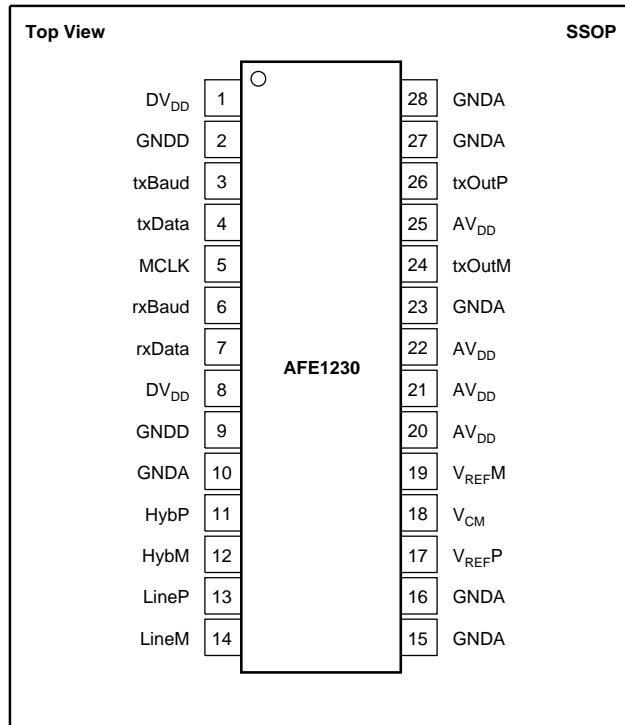 Top View SSOP
DVDD 1 28 GNDA
GNDD 2 27 GNDA
txBaud 3 26 txOutP
txData 4 25 AVDD
MCLK 5 24 txOutM
rxBaud 6 23 GNDA
rxData 7 22 AVDD
AFE1230
DVDD 8 21 AVDD
GNDD 9 20 AVDD
GNDA 10 19 VREFM
HybP 11 18 VCM
HybM 12 17 VREFP
LineP 13 16 GNDA
LineM 14 15 GNDA